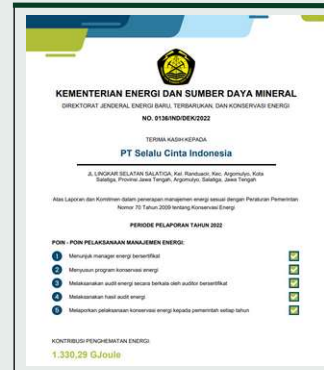 KEMENTERIAN ENERGI DAN SUMBER DAYA MINERAL
DIREKTORAT JENDERAL ENERGI BARU, TERBARUKAN, DAN KONSERVASI ENERGI
NO. 0136/IND/DEK/2022
TERIMA KASIH KEPADA
PT Selalu Cinta Indonesia
JL LINGKAR SELATAN SALATIGA, Kel. Randuacir, Kec. Argomulyo, Kota
Salatiga, Provinsi Jawa Tengah, Argomulyo, Salatiga, Jawa Tengah
Atas Laporan dan Komitmen dalam penerapan manajemen energi sesuai dengan Peraturan Pemerintah
Nomor 70 Tahun 2009 tentang Konservasi Energi
PERIODE PELAPORAN TAHUN 2022
POIN - POIN PELAKSANAAN MANAJEMEN ENERGI:
1 Menunjuk manager energi bersertifikat
2 Menyusun program konservasi energi
3 Melaksanakan audit energi secara berkala oleh auditor bersertifikat
4 Melaksanakan hasil audit energi
5 Melaporkan pelaksanaan konservasi energi kepada pemerintah setiap tahun
KONTRIBUSI PENGHEMATAN ENERGI:
1.330,29 GJoule